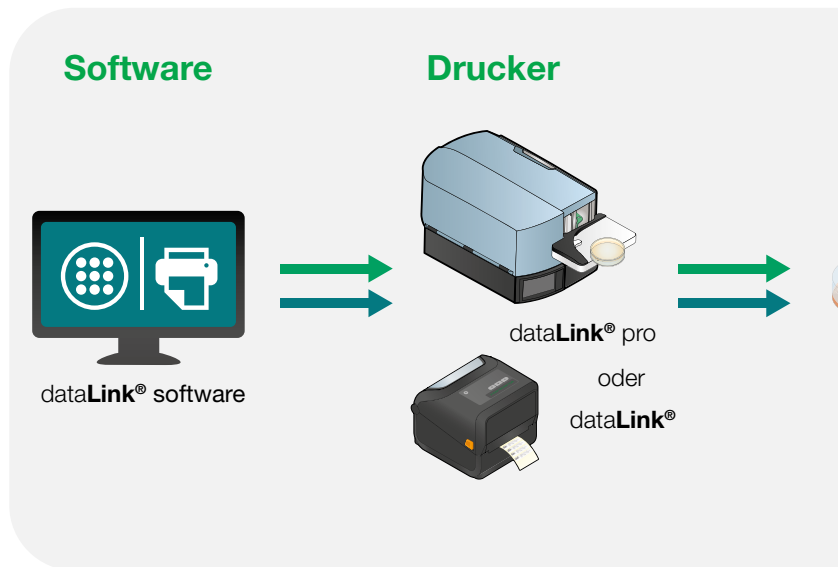 Software
Drucker
dataLink® software
dataLink® pro
oder
dataLink®